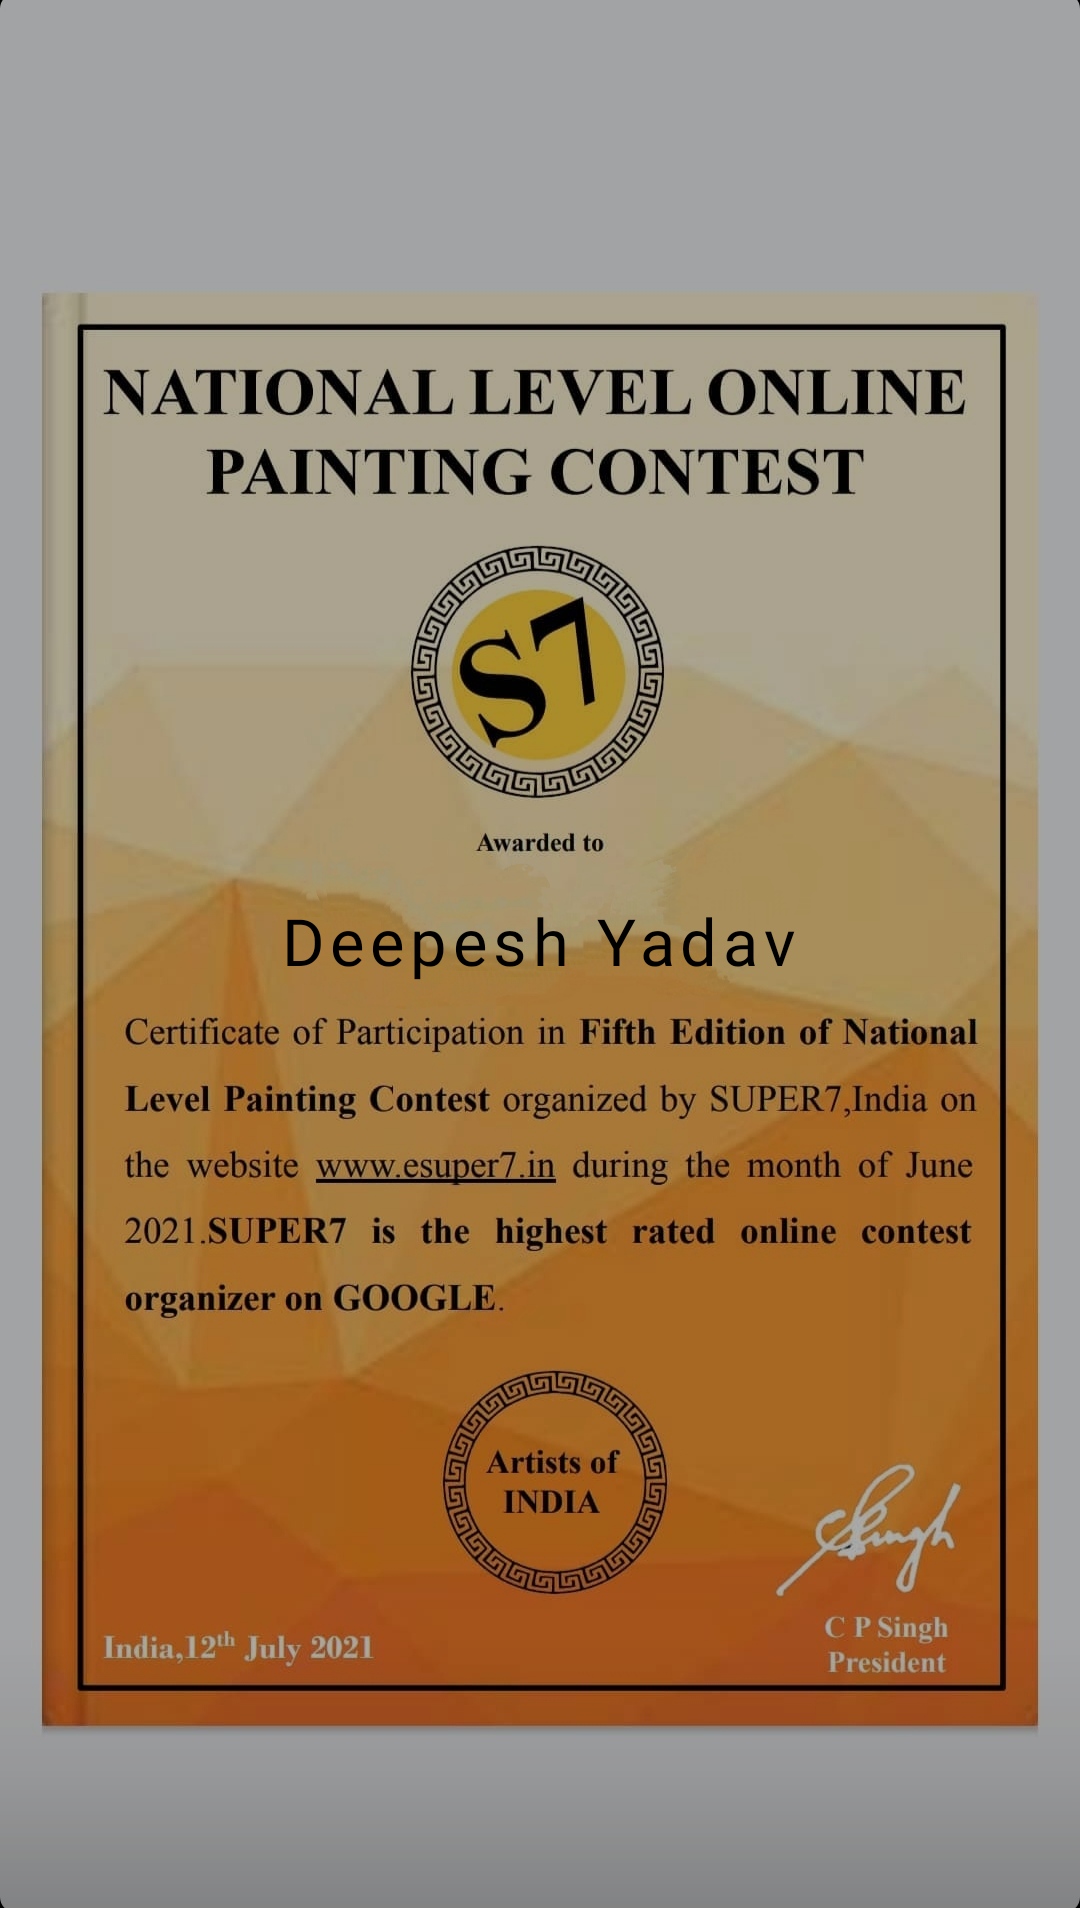 NATIONAL LEVEL ONLINE
PAINTING CONTEST
S7
Awarded to
Deepesh Yadav
Certificate of Participation in Fifth Edition of National
Level Painting Contest organized by SUPER7,India on
the website www.esuper7.in during the month of June
2021.SUPER7 is the highest rated online contest
organizer on GOOGLE.
Artists of
INDIA
Singh
C P Singh
President
India,12th July 2021